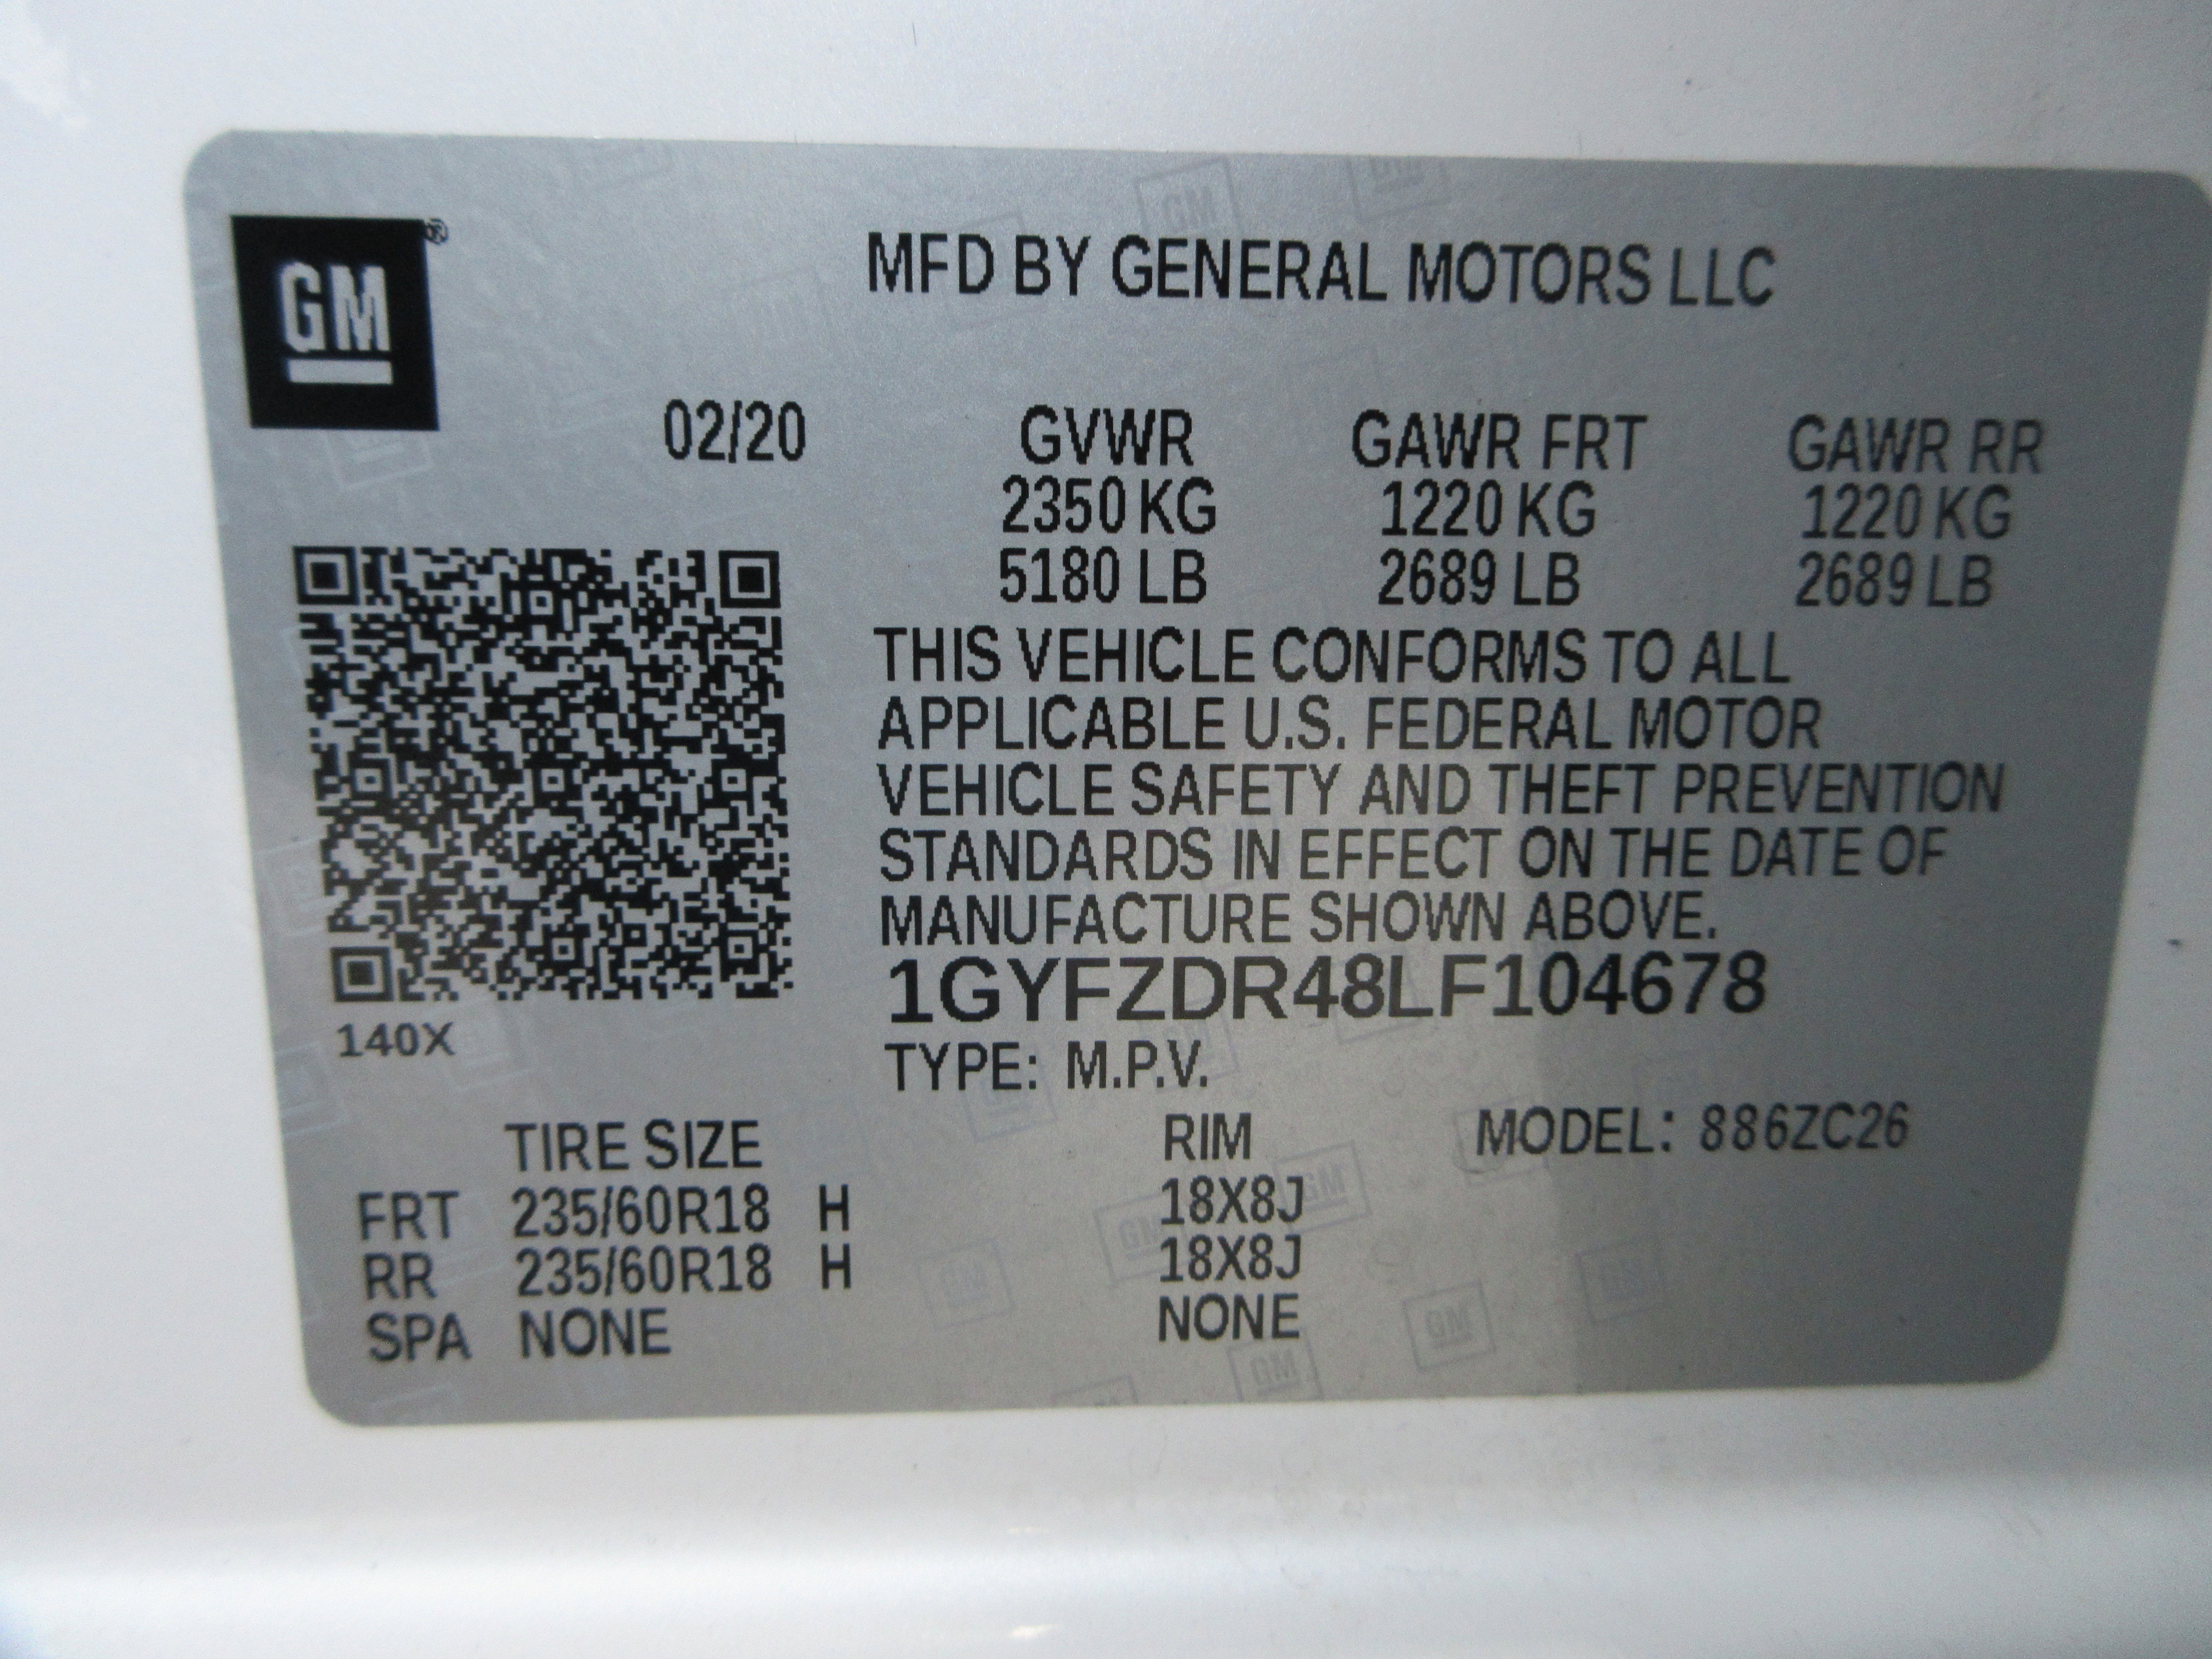 GM®
MFD BY GENERAL MOTORS LLC
02/20 GVWR GAWR FRT GAWR RR
2350 KG 1220 KG 1220 KG
5180 LB 2689 LB 2689 LB
THIS VEHICLE CONFORMS TO ALL
APPLICABLE U.S. FEDERAL MOTOR
VEHICLE SAFETY AND THEFT PREVENTION
STANDARDS IN EFFECT ON THE DATE OF
MANUFACTURE SHOWN ABOVE.
1GYFZDR48LF104678
140X
TYPE: M.P.V.
TIRE SIZE RIM MODEL: 886ZC26
FRT 235/60R18 H 18X8J
RR 235/60R18 H 18X8J
SPA NONE NONE